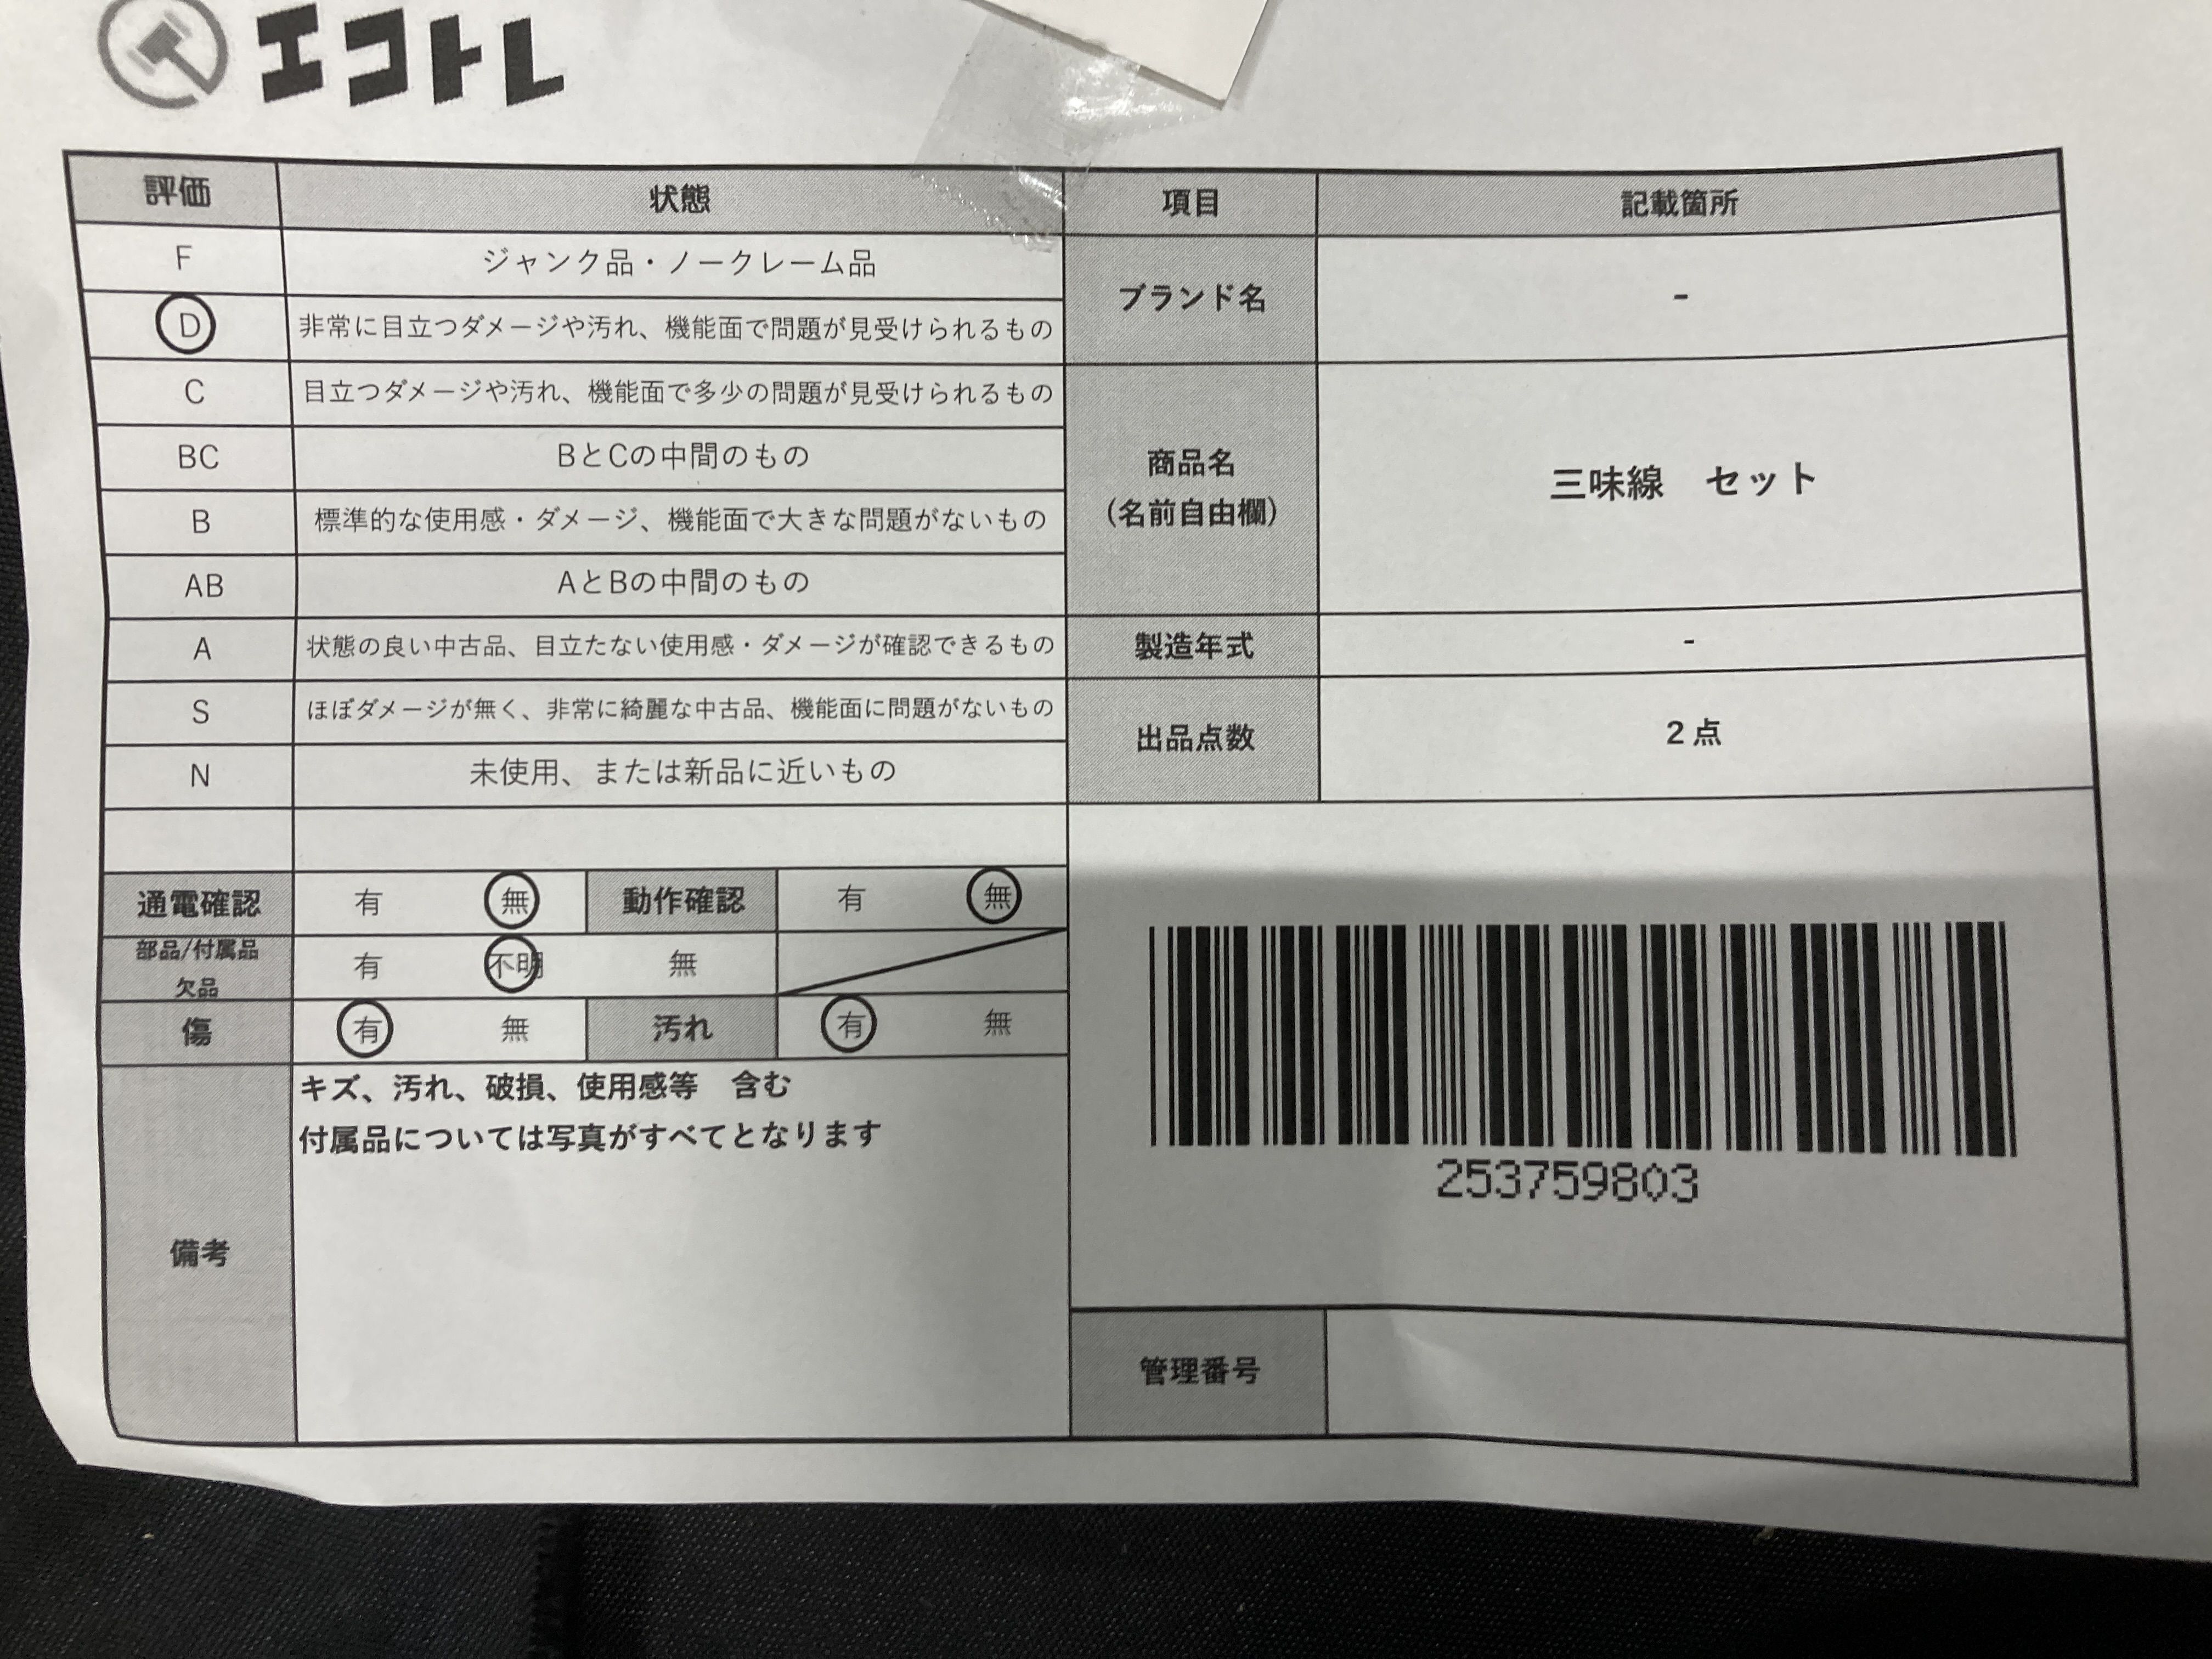 エコトレ
評価 状態 項目 記載箇所
F ジャンク品・ノークレーム品
D 非常に目立つダメージや汚れ、機能面で問題が見受けられるもの
ブランド名 -
C 目立つダメージや汚れ、機能面で多少の問題が見受けられるもの
BC BとCの中間のもの
商品名
(名前自由欄)
三味線 セット
B 標準的な使用感・ダメージ、機能面で大きな問題がないもの
AB AとBの中間のもの
A 状態の良い中古品、目立たない使用感・ダメージが確認できるもの
製造年式 -
S ほぼダメージが無く、非常に綺麗な中古品、機能面に問題がないもの
出品点数 2点
N 未使用、または新品に近いもの
通電確認 有 無 動作確認 有 無
部品/付属品
欠品
有 不明 無
傷 有 無 汚れ 有 無
備考
キズ、汚れ、破損、使用感等 含む
付属品については写真がすべてとなります
253759803
管理番号